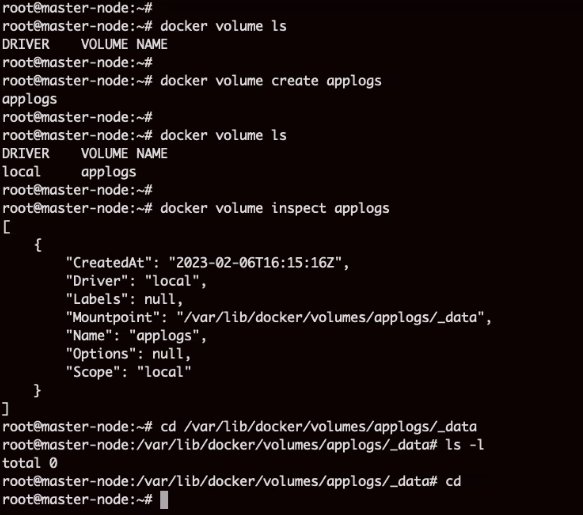 root@master-node:~#
root@master-node:~# docker volume ls
DRIVER    VOLUME NAME
root@master-node:~#
root@master-node:~# docker volume create applogs
applogs
root@master-node:~#
root@master-node:~# docker volume ls
DRIVER    VOLUME NAME
local     applogs
root@master-node:~#
root@master-node:~# docker volume inspect applogs
[
    {
        "CreatedAt": "2023-02-06T16:15:16Z",
        "Driver": "local",
        "Labels": null,
        "Mountpoint": "/var/lib/docker/volumes/applogs/_data",
        "Name": "applogs",
        "Options": null,
        "Scope": "local"
    }
]
root@master-node:~# cd /var/lib/docker/volumes/applogs/_data
root@master-node:/var/lib/docker/volumes/applogs/_data# ls -l
total 0
root@master-node:/var/lib/docker/volumes/applogs/_data# cd
root@master-node:~#